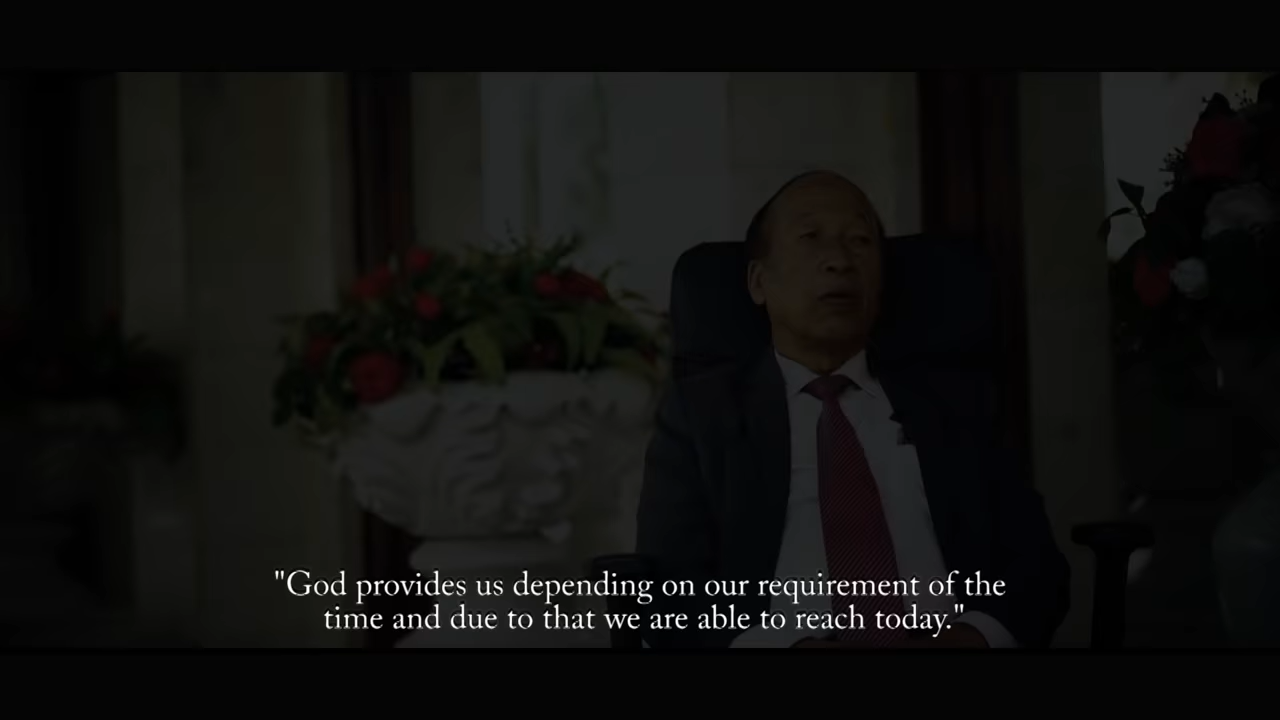 "God provides us depending on our requirement of the
time and due to that we are able to reach today."